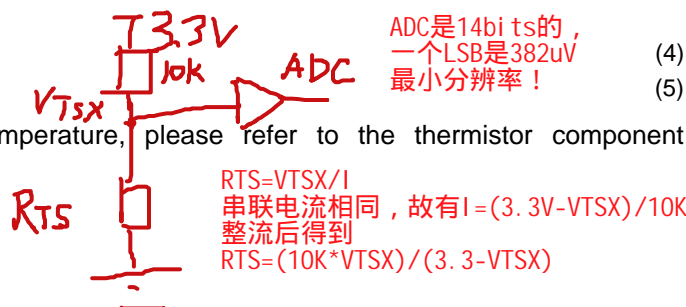 3.3V
10K
ADC
VTSX
ADC是14bits的，
一个LSB是382uV
最小分辨率！
(4)
(5)
mperature, please refer to the thermistor component
RTS
RTS=VTSX/I
串联电流相同，故有I=(3.3V-VTSX)/10K
整流后得到
RTS=(10K*VTSX)/(3.3-VTSX)